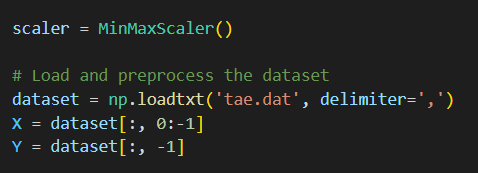 scaler = MinMaxScaler()
# Load and preprocess the dataset
dataset = np.loadtxt('tae.dat', delimiter=',')
X = dataset[:, 0:-1]
Y = dataset[:, -1]